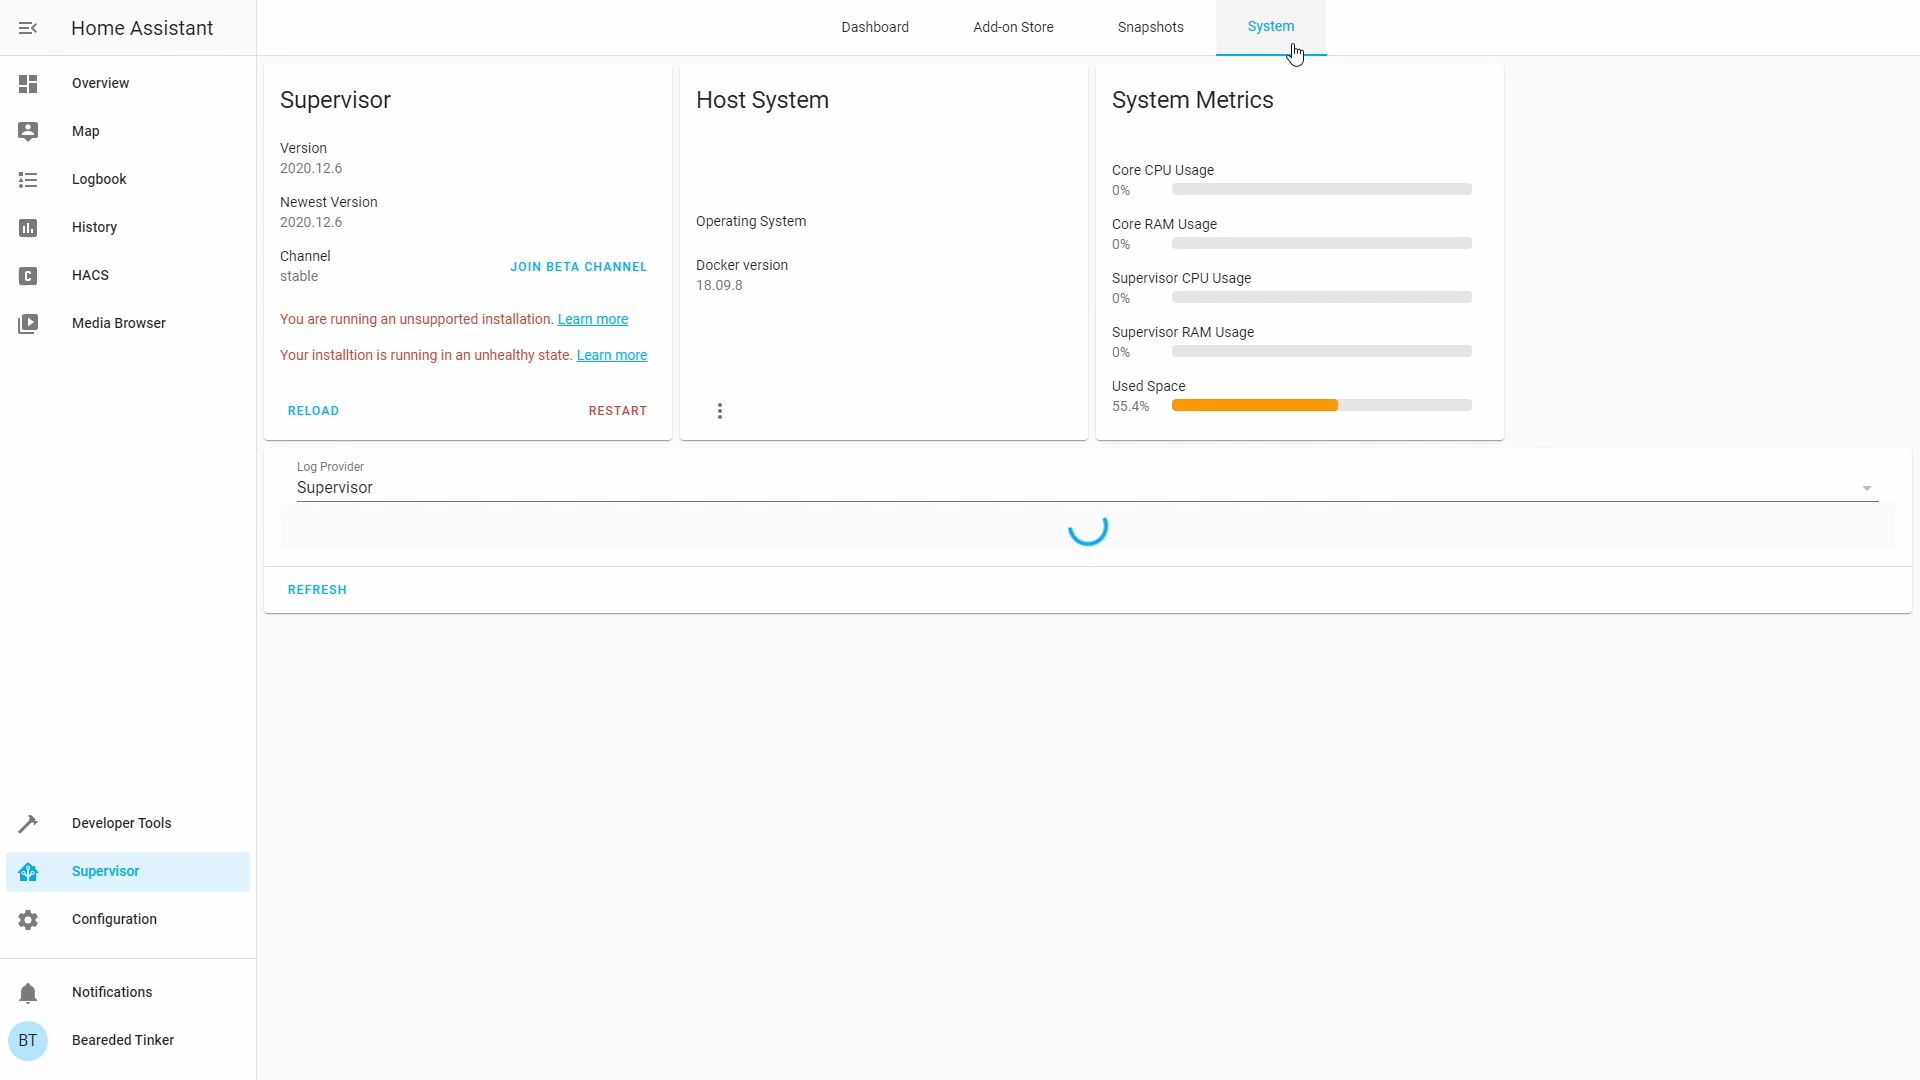 Home Assistant
Dashboard
Add-on Store
Snapshots
System
Overview
Map
Logbook
History
C HACS
Media Browser
Developer Tools
Supervisor
Configuration
Notifications
BT Bearded Tinker
Supervisor
Version
2020.12.6
Newest Version
2020.12.6
Channel
stable
JOIN BETA CHANNEL
You are running an unsupported installation. Learn more
Your installtion is running in an unhealthy state. Learn more
RELOAD
RESTART
Host System
Operating System
Docker version
18.09.8
System Metrics
Core CPU Usage
0%
Core RAM Usage
0%
Supervisor CPU Usage
0%
Supervisor RAM Usage
0%
Used Space
55.4%
Log Provider
Supervisor
REFRESH